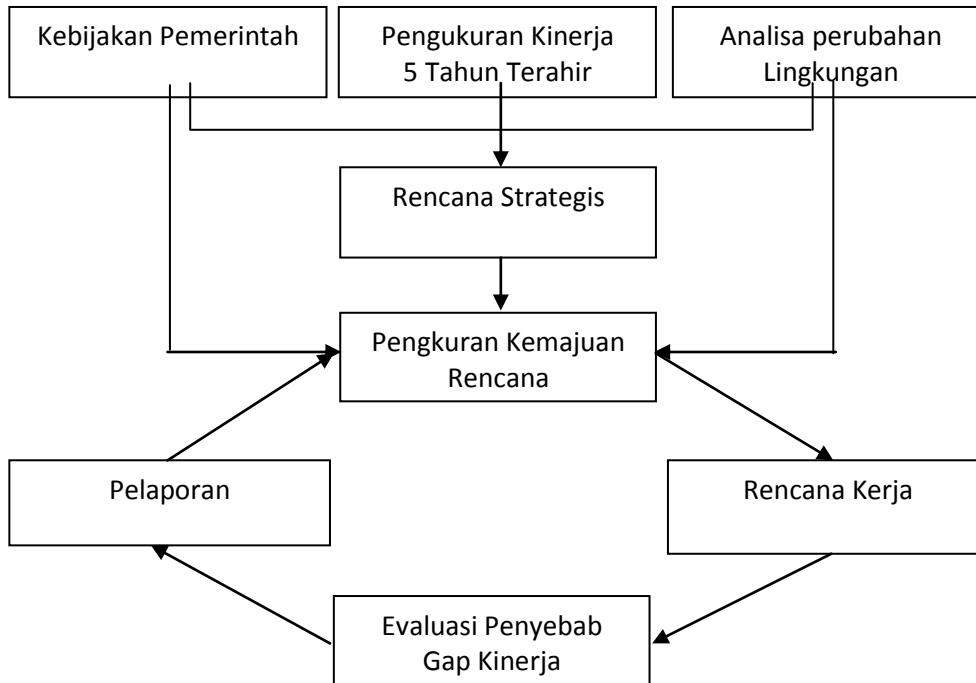 Kebijakan Pemerintah
Pengukuran Kinerja
5 Tahun Terahir
Analisa perubahan
Lingkungan
Rencana Strategis
Pengkuran Kemajuan
Rencana
Pelaporan
Rencana Kerja
Evaluasi Penyebab
Gap Kinerja